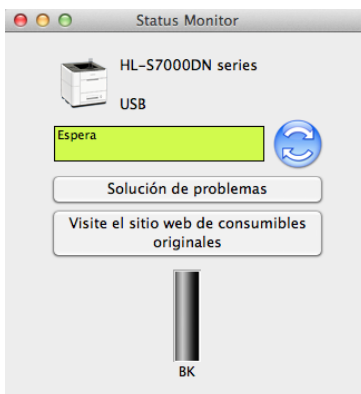 Status Monitor
HL-S7000DN series
USB
Espera
Solución de problemas
Visite el sitio web de consumibles
originales
BK